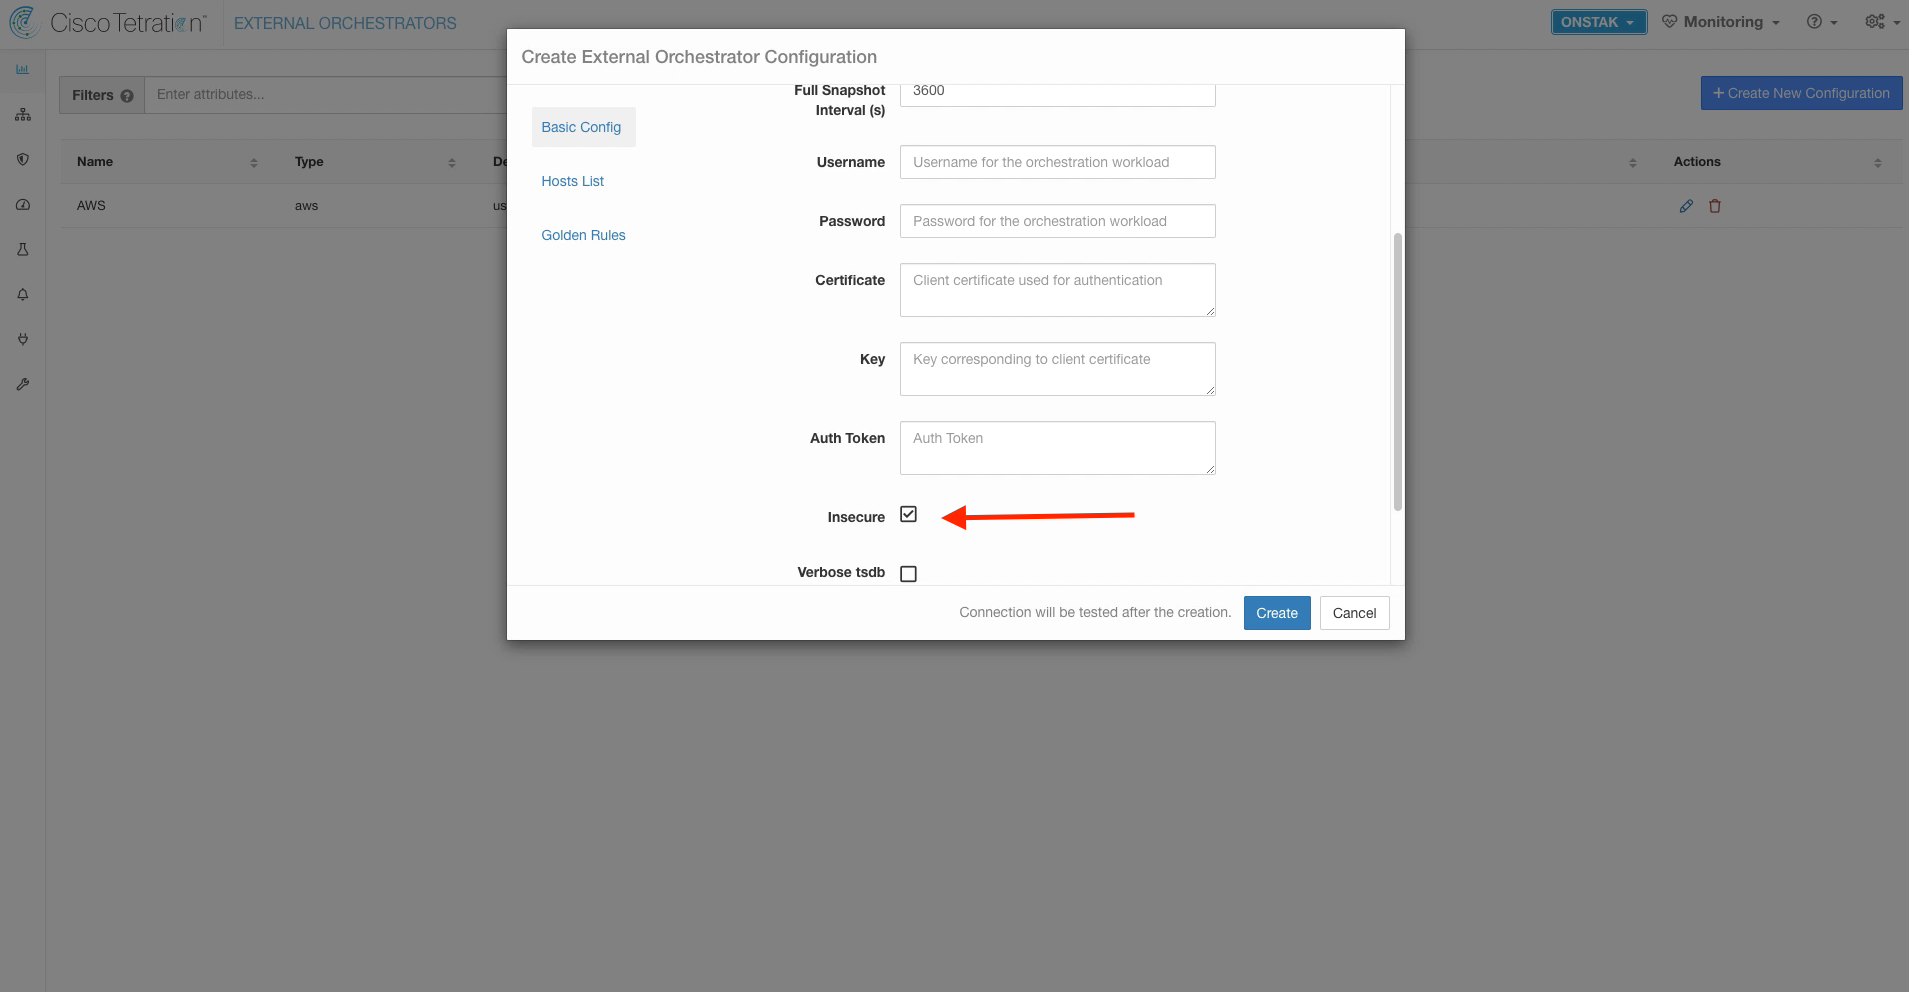 Cisco Tetration™
EXTERNAL ORCHESTRATORS
ONSTAK
Monitoring
Create External Orchestrator Configuration
Filters
Enter attributes...
+ Create New Configuration
Name
Type
De
Actions
AWS
aws
us
Basic Config
Hosts List
Golden Rules
Full Snapshot
Interval (s)
3600
Username
Username for the orchestration workload
Password
Password for the orchestration workload
Certificate
Client certificate used for authentication
Key
Key corresponding to client certificate
Auth Token
Auth Token
Insecure
Verbose tsdb
Connection will be tested after the creation.
Create
Cancel